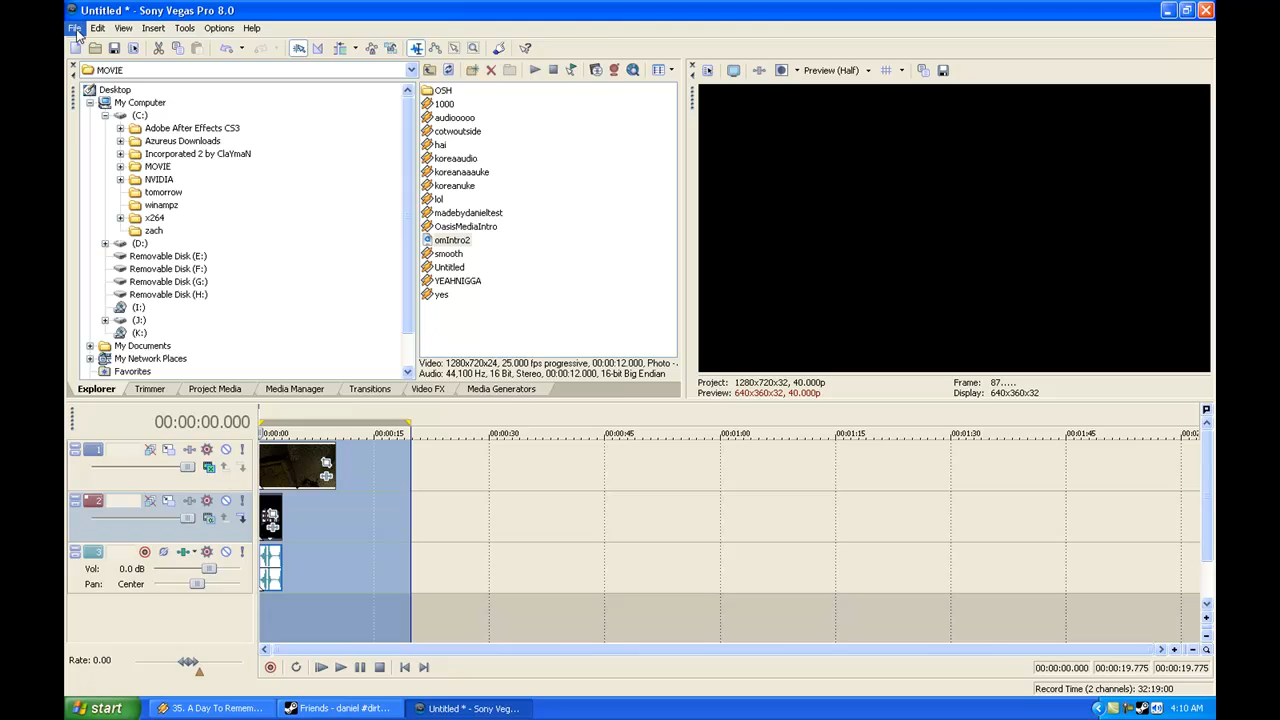 Untitled * - Sony Vegas Pro 8.0
File Edit View Insert Tools Options Help
MOVIE
Preview (Half)
Desktop
My Computer
(C:)
Adobe After Effects CS3
Azureus Downloads
Incorporated 2 by ClaYmaN
MOVIE
NVIDIA
tomorrow
winampz
x264
zach
(D:)
Removable Disk (E:)
Removable Disk (F:)
Removable Disk (G:)
Removable Disk (H:)
(I:)
(J:)
(K:)
My Documents
My Network Places
Favorites
OSH
1000
audiooooo
cotwoutside
hai
koreaaudio
koreanaaauke
koreanuke
lol
madebydanieltest
OasisMediaIntro
omIntro2
smooth
Untitled
YEAHNIGGA
yes
Video: 1280x720x24, 25.000 fps progressive, 00:00:12.000, Photo -
Audio: 44,100 Hz, 16 Bit, Stereo, 00:00:12.000, 16-bit Big Endian
Explorer Trimmer Project Media Media Manager Transitions Video FX Media Generators
Project: 1280x720x32, 40.000p Frame: 87.....
Preview: 640x360x32, 40.000p Display: 640x360x32
00:00:00.000
00:00:15 00:00:30 00:00:45 00:01:00 00:01:15 00:01:30 00:01:45
1
2
3
Vol: 0.0 dB
Pan: Center
Rate: 0.00
00:00:00.000 00:00:19.775 00:00:19.775
Record Time (2 channels): 32:19:00
start 35. A Day To Remem... Friends - daniel #dirt... Untitled * - Sony Veg... 4:10 AM